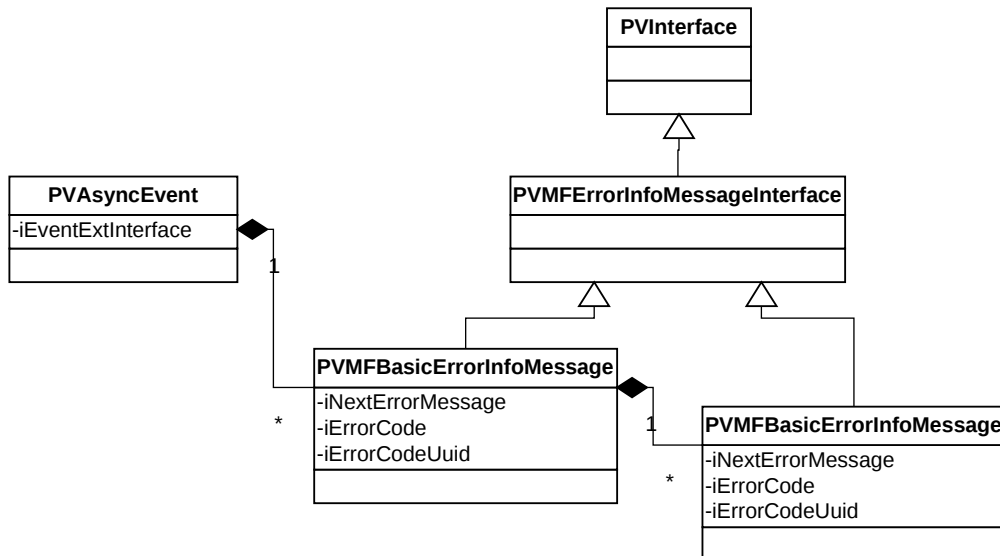 PVInterface
PVAsyncEvent
-iEventExtInterface
PVMFErrorInfoMessageInterface
1
*
PVMFBasicErrorInfoMessage
-iNextErrorMessage
-iErrorCode
-iErrorCodeUuid
1
*
PVMFBasicErrorInfoMessage
-iNextErrorMessage
-iErrorCode
-iErrorCodeUuid